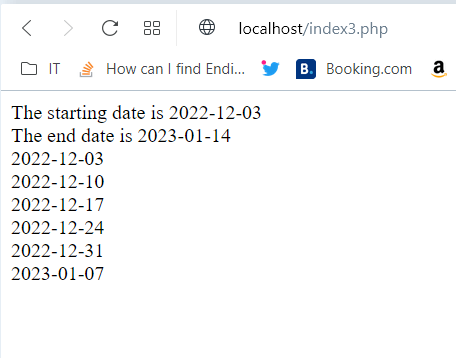 localhost/index3.php
IT
How can I find Endi...
B.
Booking.com
a
The starting date is 2022-12-03
The end date is 2023-01-14
2022-12-03
2022-12-10
2022-12-17
2022-12-24
2022-12-31
2023-01-07